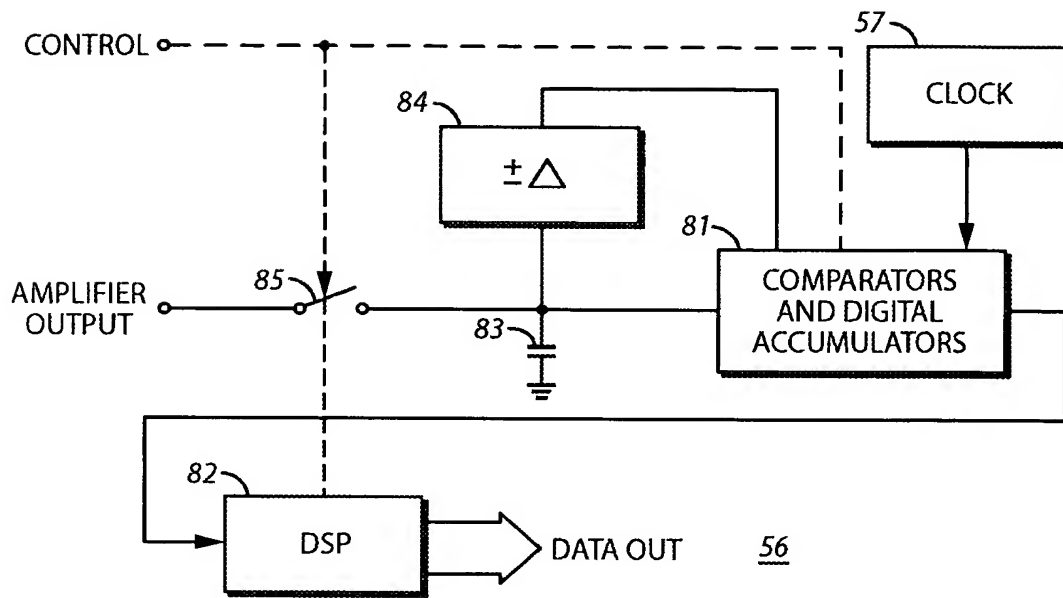 CONTROL
57
CLOCK
84
± △
81
COMPARATORS
AND DIGITAL
ACCUMULATORS
AMPLIFIER
OUTPUT
85
83
82
DSP
DATA OUT
56